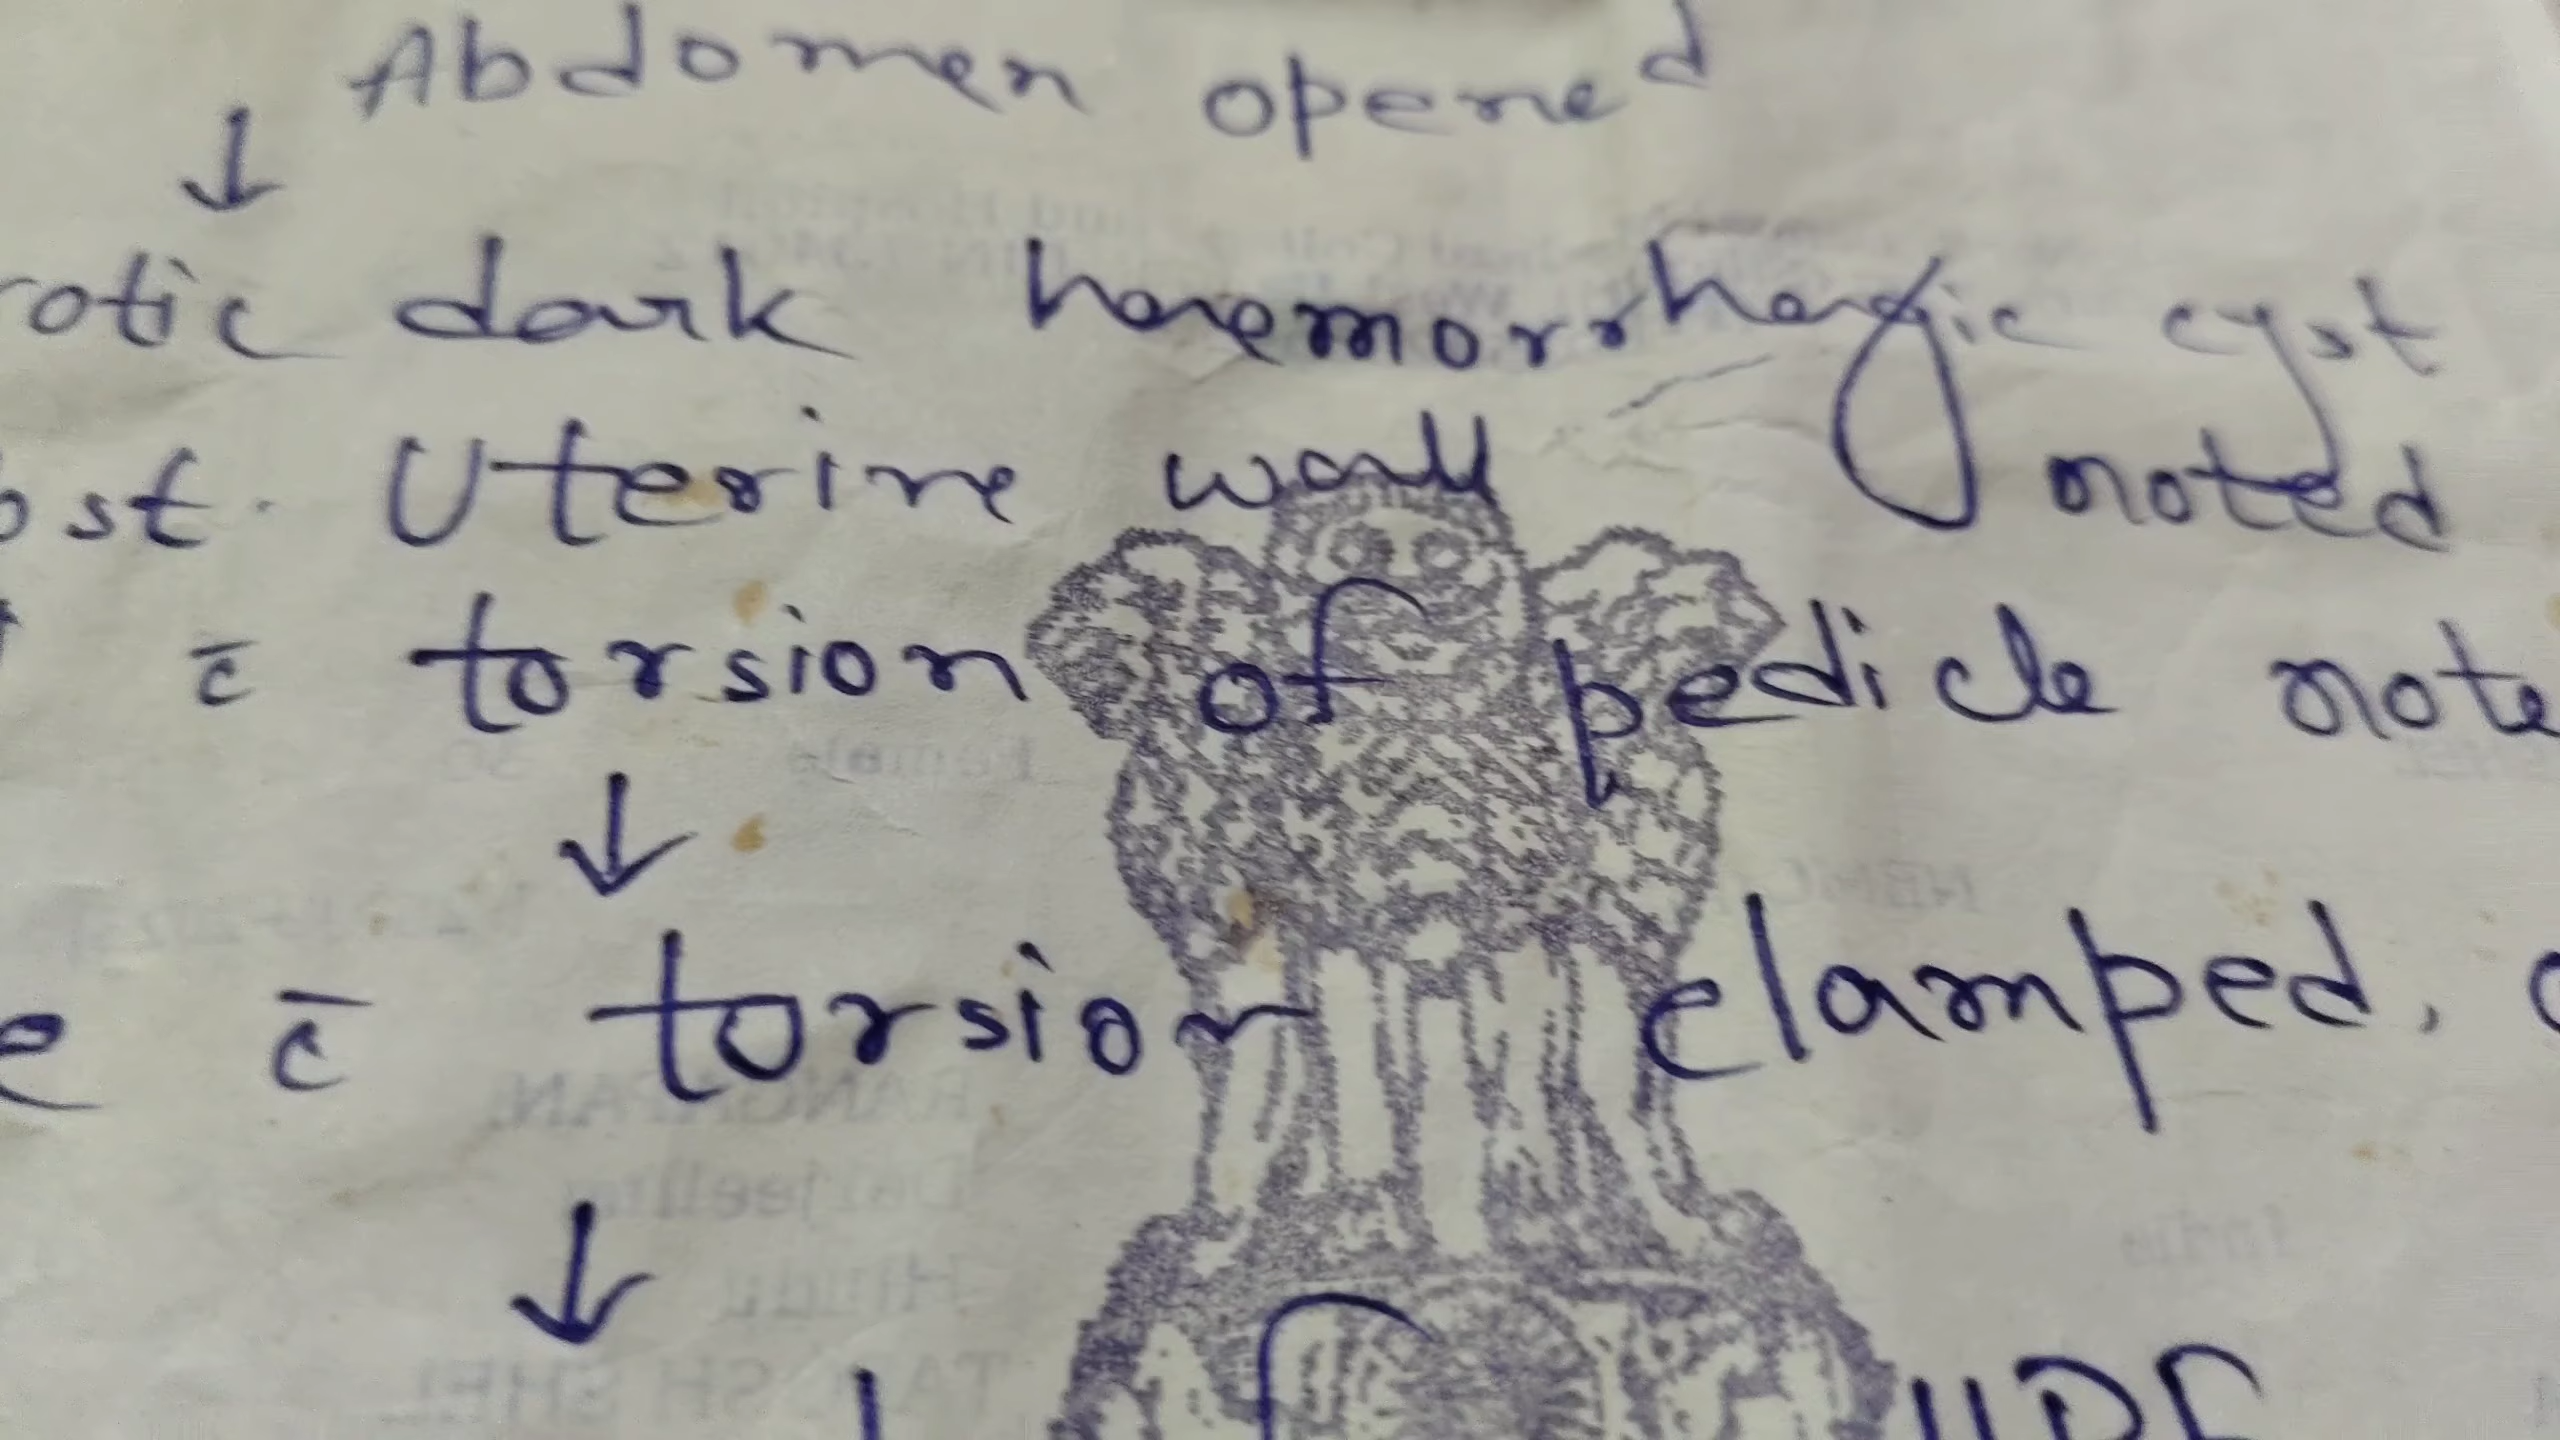 Abdomen opened
↓
rotic dark haemorrhagic cyst
ost. Uterine wall noted
c̄ torsion of pedicle note
↓
e c̄ torsion clamped,
↓